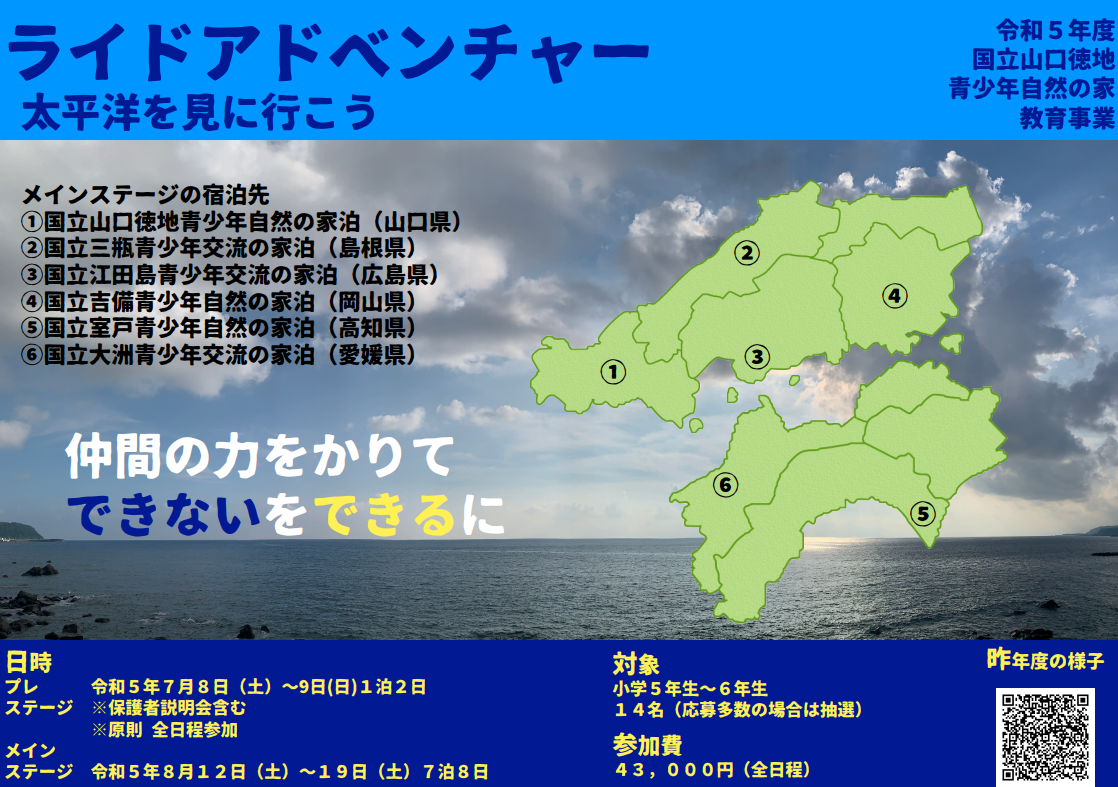 ライドアドベンチャー
太平洋を見に行こう
令和５年度
国立山口徳地
青少年自然の家
教育事業
メインステージの宿泊先
①国立山口徳地青少年自然の家泊（山口県）
②国立三瓶青少年交流の家泊（島根県）
③国立江田島青少年交流の家泊（広島県）
④国立吉備青少年自然の家泊（岡山県）
⑤国立室戸青少年自然の家泊（高知県）
⑥国立大洲青少年交流の家泊（愛媛県）
②
④
③
①
⑥
⑤
仲間の力をかりて
できないをできるに
日時
プレ
ステージ 令和５年７月８日（土）～9日(日)１泊２日
※保護者説明会含む
※原則 全日程参加
メイン
ステージ 令和５年８月１２日（土）～１９日（土）７泊８日
対象
小学５年生～６年生
１４名（応募多数の場合は抽選）
参加費
４３，０００円（全日程）
昨年度の様子